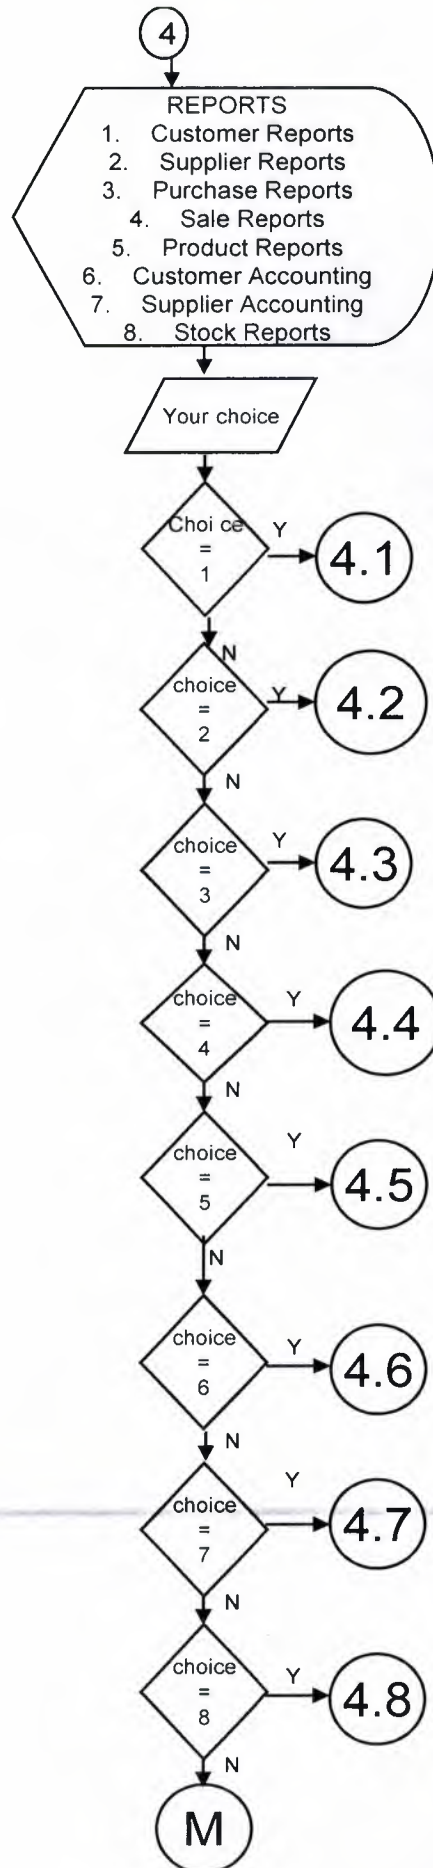 4
REPORTS
1. Customer Reports
2. Supplier Reports
3. Purchase Reports
4. Sale Reports
5. Product Reports
6. Customer Accounting
7. Supplier Accounting
8. Stock Reports
Your choice
Choi ce
=
1
Y
4.1
N
choice
=
2
Y
4.2
N
choice
=
3
Y
4.3
N
choice
=
4
Y
4.4
N
choice
=
5
Y
4.5
N
choice
=
6
Y
4.6
N
choice
=
7
Y
4.7
N
choice
=
8
Y
4.8
N
M